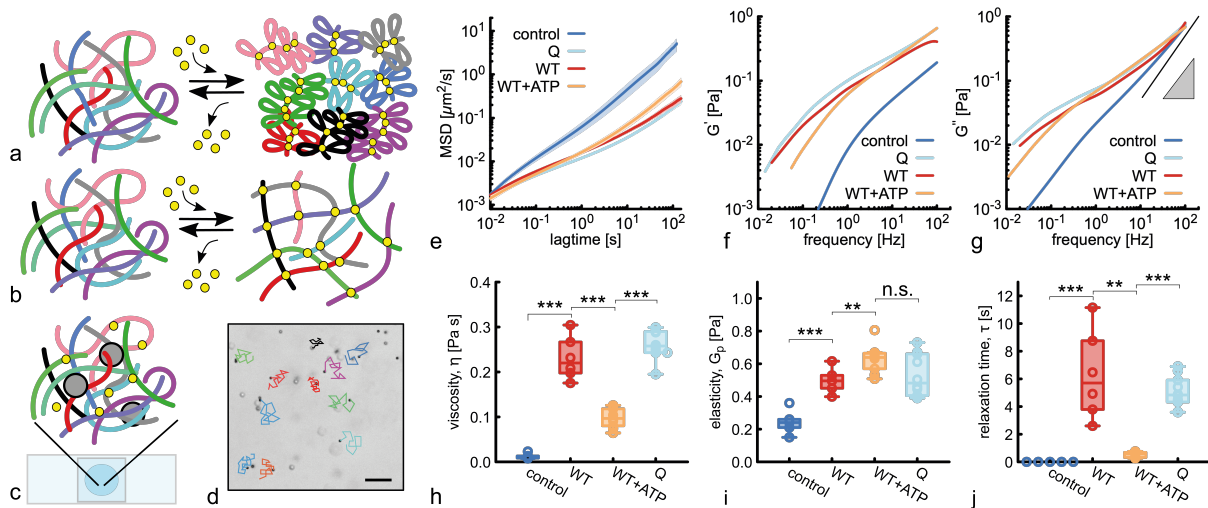 a
b
c
d
10¹
10⁰
10⁻¹
10⁻²
10⁻³
MSD [μm²/s]
control
Q
WT
WT+ATP
10⁻² 10⁻¹ 10⁰ 10¹ 10²
lagtime [s]
e
10⁰
10⁻¹
10⁻²
10⁻³
G' [Pa]
control
Q
WT
WT+ATP
10⁻² 10⁻¹ 10⁰ 10¹ 10²
frequency [Hz]
f
10⁰
10⁻¹
10⁻²
10⁻³
G" [Pa]
control
Q
WT
WT+ATP
10⁻² 10⁻¹ 10⁰ 10¹ 10²
frequency [Hz]
g
0.4
0.3
0.2
0.1
0.0
viscosity, η [Pa s]
*** *** ***
control WT WT+ATP Q
h
1.0
0.8
0.6
0.4
0.2
0.0
elasticity, Gₚ [Pa]
*** ** n.s.
control WT WT+ATP Q
i
12
10
8
6
4
2
0
relaxation time, τ [s]
*** ** ***
control WT WT+ATP Q
j